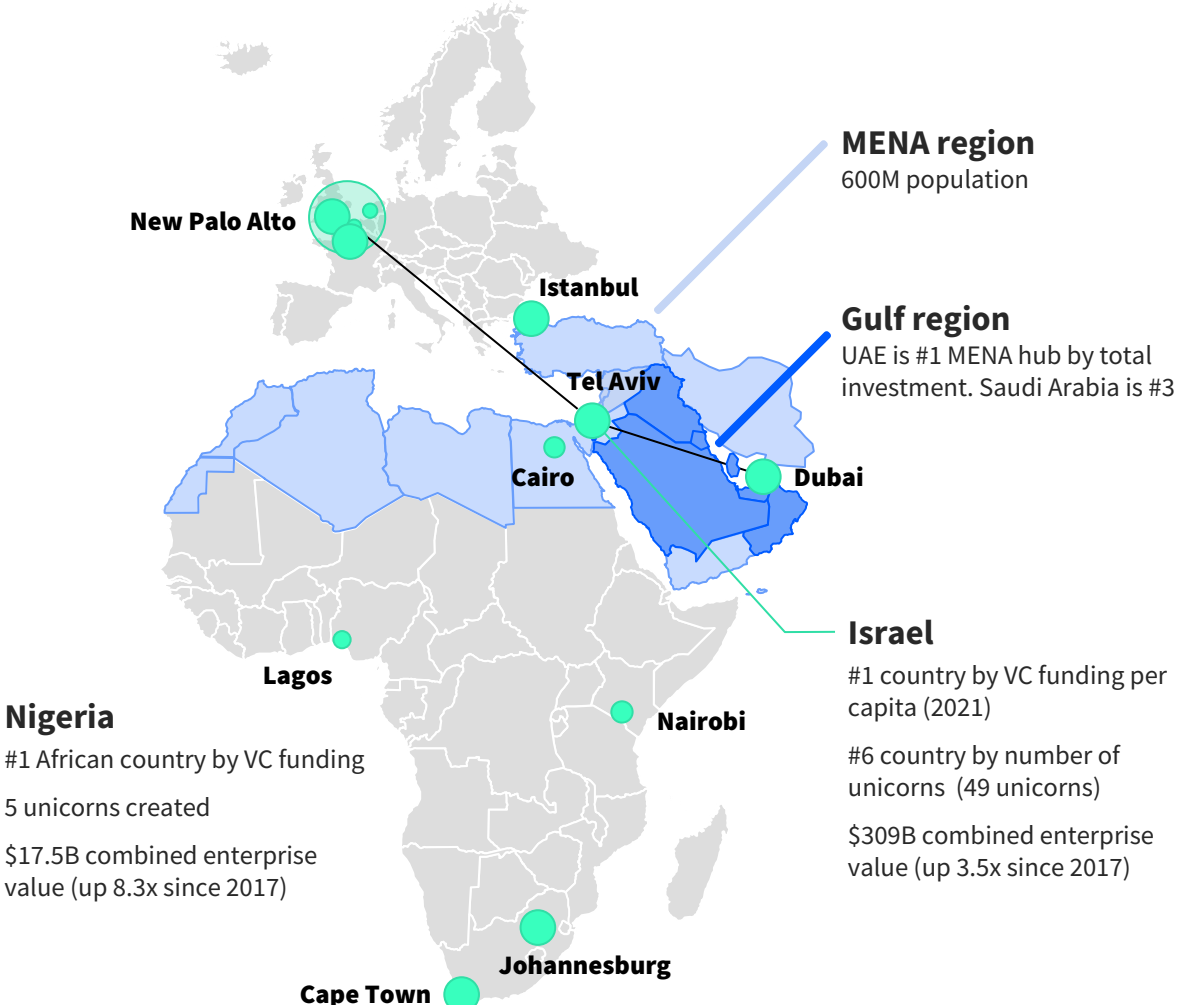 MENA region
600M population
New Palo Alto
Istanbul
Gulf region
UAE is #1 MENA hub by total
investment. Saudi Arabia is #3
Tel Aviv
Cairo
Dubai
Israel
#1 country by VC funding per
capita (2021)
#6 country by number of
unicorns (49 unicorns)
$309B combined enterprise
value (up 3.5x since 2017)
Lagos
Nairobi
Nigeria
#1 African country by VC funding
5 unicorns created
$17.5B combined enterprise
value (up 8.3x since 2017)
Johannesburg
Cape Town